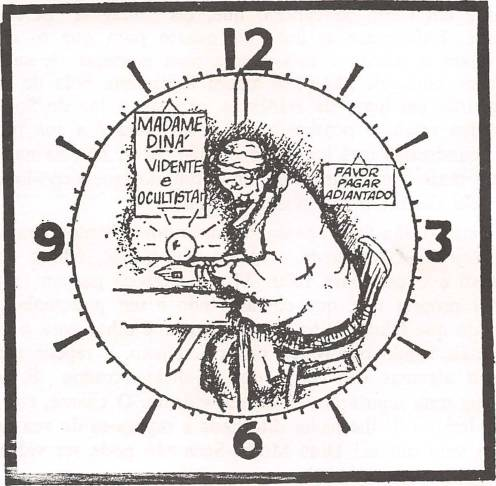 12
MADAME
DINÁ
VIDENTE
e
OCULTISTA
FAVOR
PAGAR
ADIANTADO
9
3
6